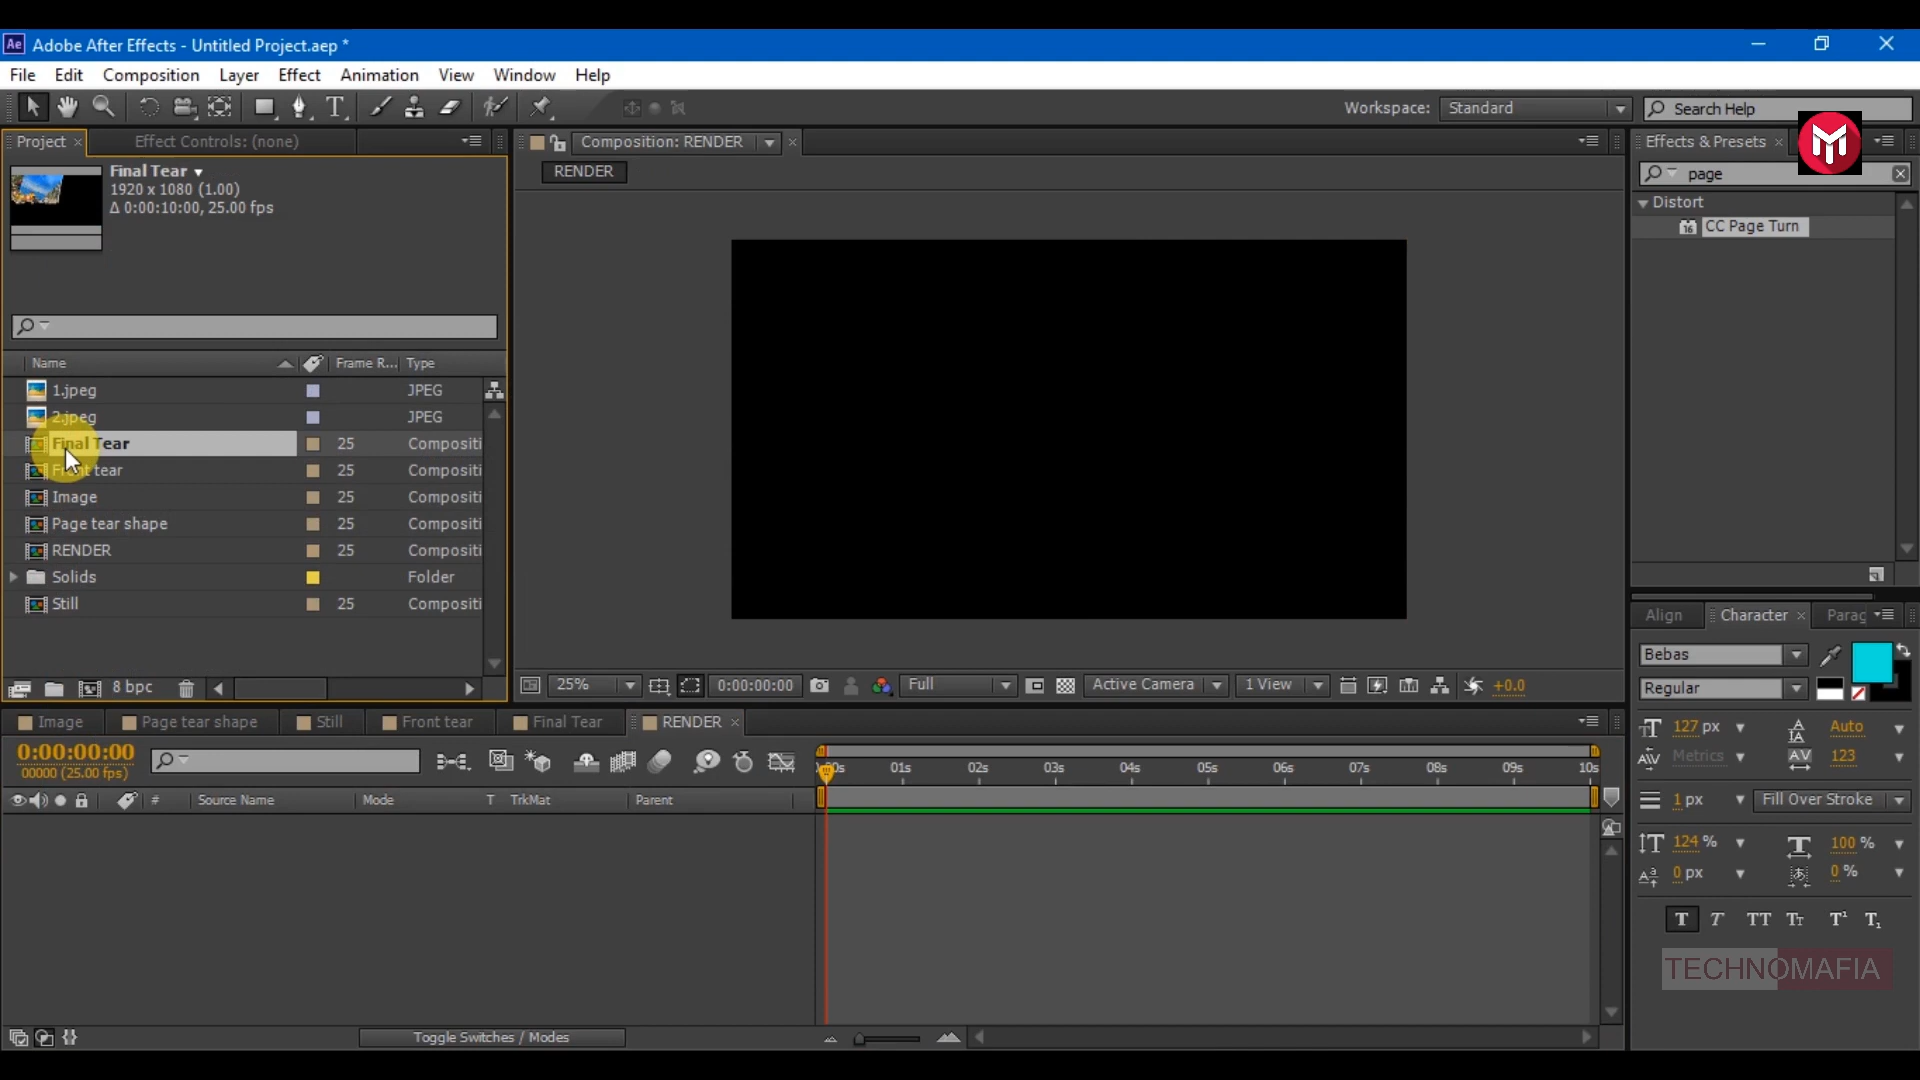 Ae Adobe After Effects - Untitled Project.aep *
File Edit Composition Layer Effect Animation View Window Help
T Workspace: Standard Search Help
Project × Effect Controls: (none) Composition: RENDER × Effects & Presets ×
RENDER
page
Final Tear
1920 x 1080 (1.00)
Δ 0:00:10:00, 25.00 fps
Distort
16 CC Page Turn
Name Frame R... Type
1.jpeg JPEG
2.jpeg JPEG
Final Tear 25 Compositi
Front tear 25 Compositi
Image 25 Compositi
Page tear shape 25 Compositi
RENDER 25 Compositi
Solids Folder
Still 25 Compositi
8 bpc 25% 0:00:00:00 Full Active Camera 1 View +0.0
Align Character × Parag
Bebas
Regular
127 px Auto
Metrics 123
1 px Fill Over Stroke
124 % 100 %
0 px 0 %
T T TT Tt T¹ T₁
TECHNOMAFIA
Image Page tear shape Still Front tear Final Tear RENDER ×
0:00:00:00
00000 (25.00 fps)
01s 02s 03s 04s 05s 06s 07s 08s 09s 10s
# Source Name Mode T TrkMat Parent
Toggle Switches / Modes